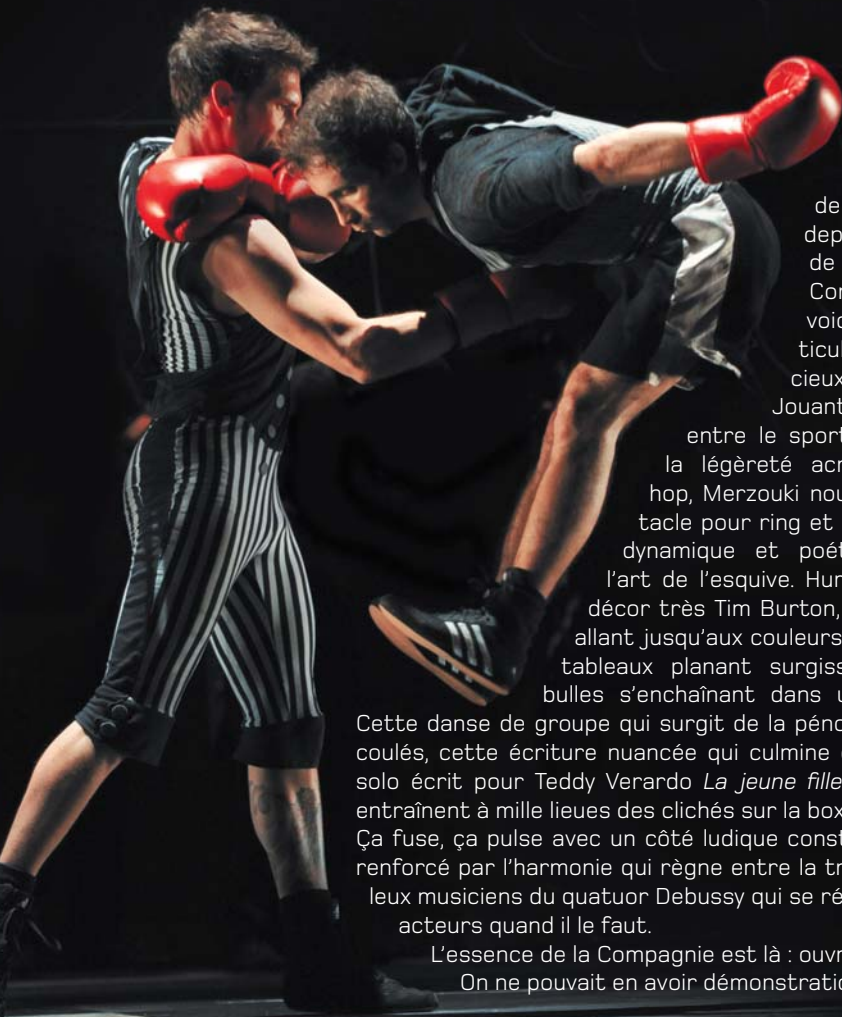 de
dep
de
Cor
voic
ticul
cieux
Jouant
entre le sport
la légèreté acr
hop, Merzouki nou
tacle pour ring et
dynamique et poét
l'art de l'esquive. Hur
décor très Tim Burton,
allant jusqu'aux couleurs
tableaux planant surgiss
bulles s'enchaînant dans u
Cette danse de groupe qui surgit de la péno
coulés, cette écriture nuancée qui culmine
solo écrit pour Teddy Verardo La jeune fille
entraînent à mille lieues des clichés sur la box
Ça fuse, ça pulse avec un côté ludique const
renforcé par l'harmonie qui règne entre la tr
leux musiciens du quatuor Debussy qui se ré
acteurs quand il le faut.
L'essence de la Compagnie est là : ouvr
On ne pouvait en avoir démonstratio